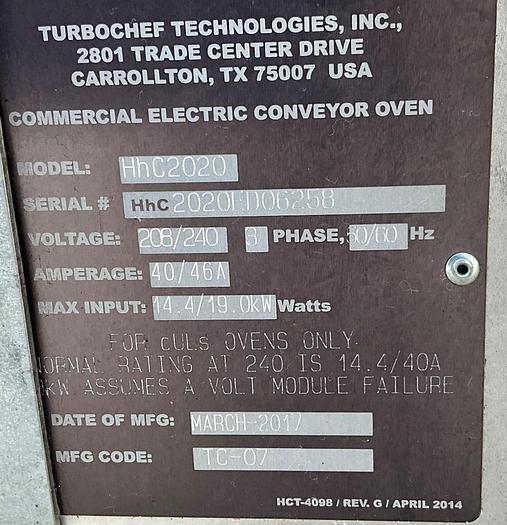 TURBOCHEF TECHNOLOGIES, INC.,
2801 TRADE CENTER DRIVE
CARROLLTON, TX 75007 USA
COMMERCIAL ELECTRIC CONVEYOR OVEN
MODEL: HhC2020
SERIAL # HhC
VOLTAGE: 208/240 3 PHASE, 50/60 Hz
AMPERAGE: 40/46A
MAX INPUT: 14.4/19.0kW Watts
FOR cULs OVENS ONLY.
NORMAL RATING AT 240 IS 14.4/40A
ASSUMES A VOLT MODULE FAILURE
DATE OF MFG: MARCH-2017
MFG CODE: TC-07
HCT-4098 / REV. G / APRIL 2014